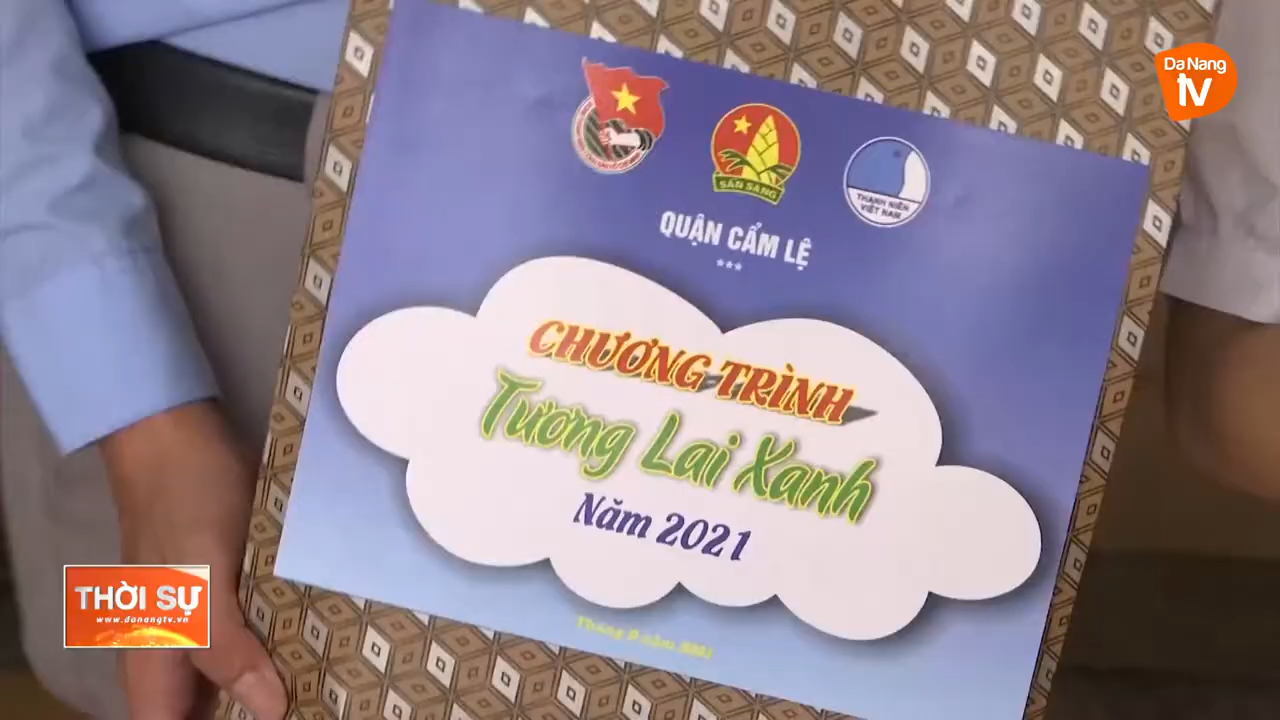 Da Nang
tv
SẴN SÀNG
THANH NIÊN
VIỆT NAM
QUẬN CẨM LỆ
***
CHƯƠNG TRÌNH
Tương Lai Xanh
Năm 2021
THỜI SỰ
www.danangtv.vn